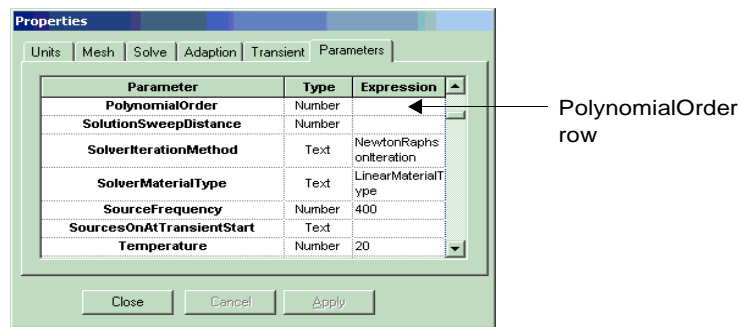 Properties
Units Mesh Solve Adaption Transient Parameters
Parameter Type Expression
PolynomialOrder Number
SolutionSweepDistance Number
SolverIterationMethod Text NewtonRaphs
onIteration
SolverMaterialType Text LinearMaterialT
ype
SourceFrequency Number 400
SourcesOnAtTransientStart Text
Temperature Number 20
Close Cancel Apply
PolynomialOrder
row